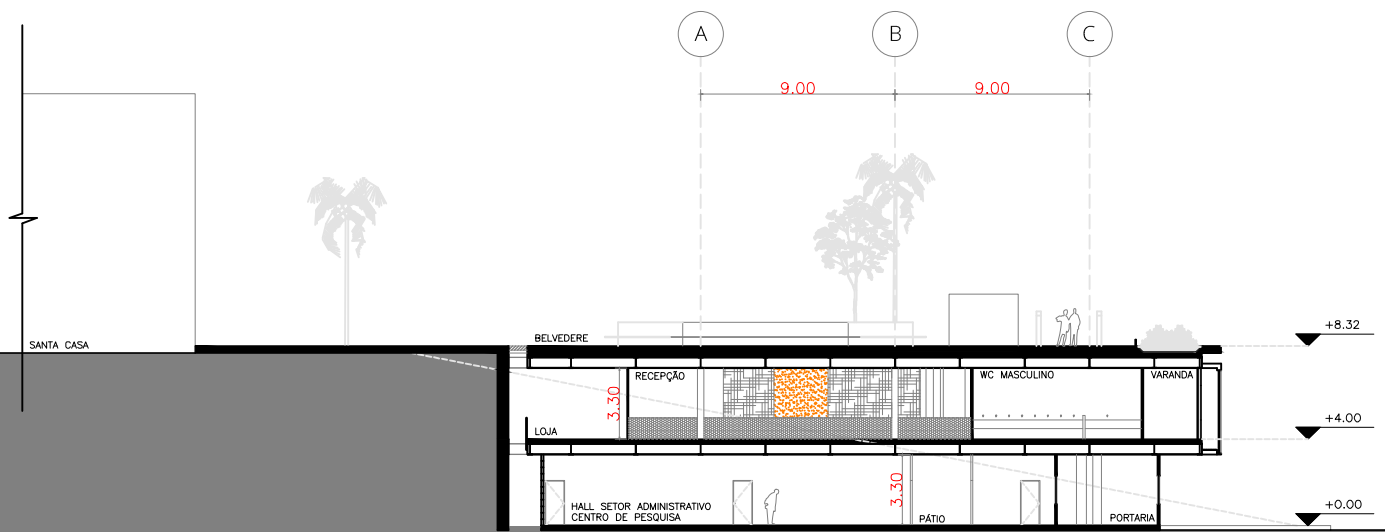 A
B
C
9.00
9.00
+8.32
SANTA CASA
BELVEDERE
RECEPÇÃO
WC MASCULINO
VARANDA
3.30
+4.00
LOJA
3.30
+0.00
HALL SETOR ADMINISTRATIVO
CENTRO DE PESQUISA
PÁTIO
PORTARIA